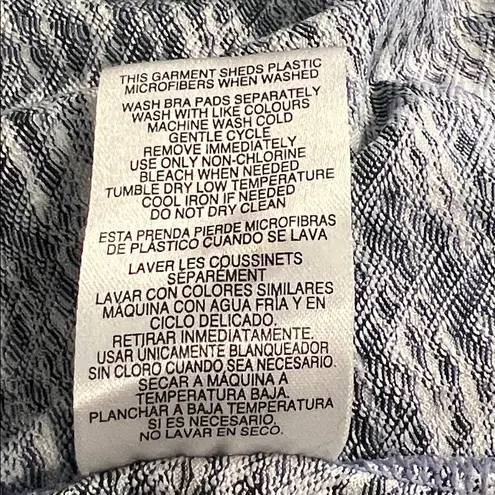 THIS GARMENT SHEDS PLASTIC
MICROFIBERS WHEN WASHED
WASH BRA PADS SEPARATELY
WASH WITH LIKE COLOURS
MACHINE WASH COLD
GENTLE CYCLE
REMOVE IMMEDIATELY
USE ONLY NON-CHLORINE
BLEACH WHEN NEEDED
TUMBLE DRY LOW TEMPERATURE
COOL IRON IF NEEDED
DO NOT DRY CLEAN
ESTA PRENDA PIERDE MICROFIBRAS
DE PLÁSTICO CUANDO SE LAVA
LAVER LES COUSSINETS
SÉPARÉMENT
LAVAR CON COLORES SIMILARES
MÁQUINA CON AGUA FRÍA Y EN
CICLO DELICADO.
RETIRAR INMEDIATAMENTE.
USAR ÚNICAMENTE BLANQUEADOR
SIN CLORO CUANDO SEA NECESARIO.
SECAR A MÁQUINA A
TEMPERATURA BAJA.
PLANCHAR A BAJA TEMPERATURA
SI ES NECESARIO.
NO LAVAR EN SECO.